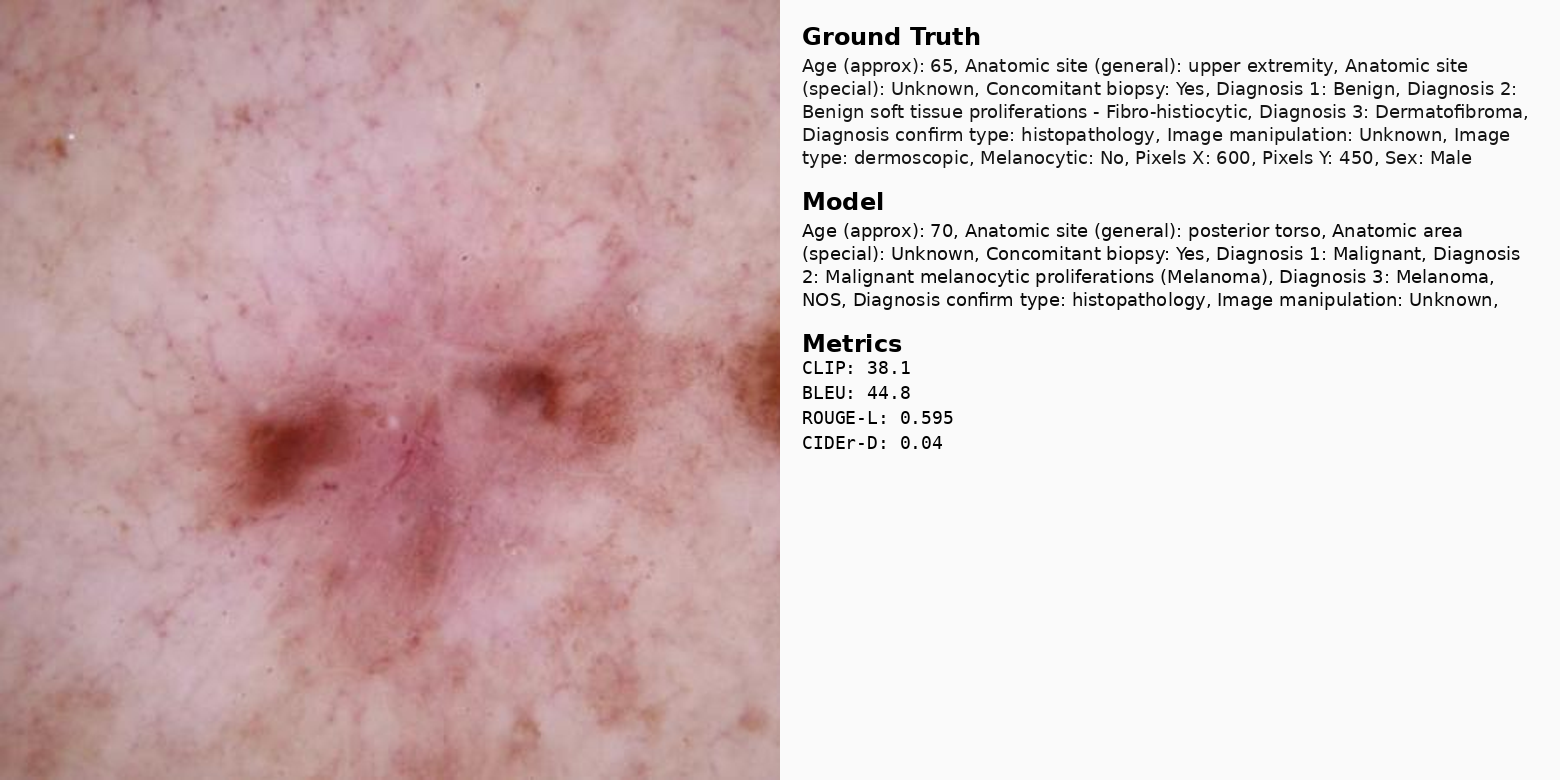 Ground Truth
Age (approx): 65, Anatomic site (general): upper extremity, Anatomic site
(special): Unknown, Concomitant biopsy: Yes, Diagnosis 1: Benign, Diagnosis 2:
Benign soft tissue proliferations - Fibro-histiocytic, Diagnosis 3: Dermatofibroma,
Diagnosis confirm type: histopathology, Image manipulation: Unknown, Image
type: dermoscopic, Melanocytic: No, Pixels X: 600, Pixels Y: 450, Sex: Male
Model
Age (approx): 70, Anatomic site (general): posterior torso, Anatomic area
(special): Unknown, Concomitant biopsy: Yes, Diagnosis 1: Malignant, Diagnosis
2: Malignant melanocytic proliferations (Melanoma), Diagnosis 3: Melanoma,
NOS, Diagnosis confirm type: histopathology, Image manipulation: Unknown,
Metrics
CLIP: 38.1
BLEU: 44.8
ROUGE-L: 0.595
CIDEr-D: 0.04